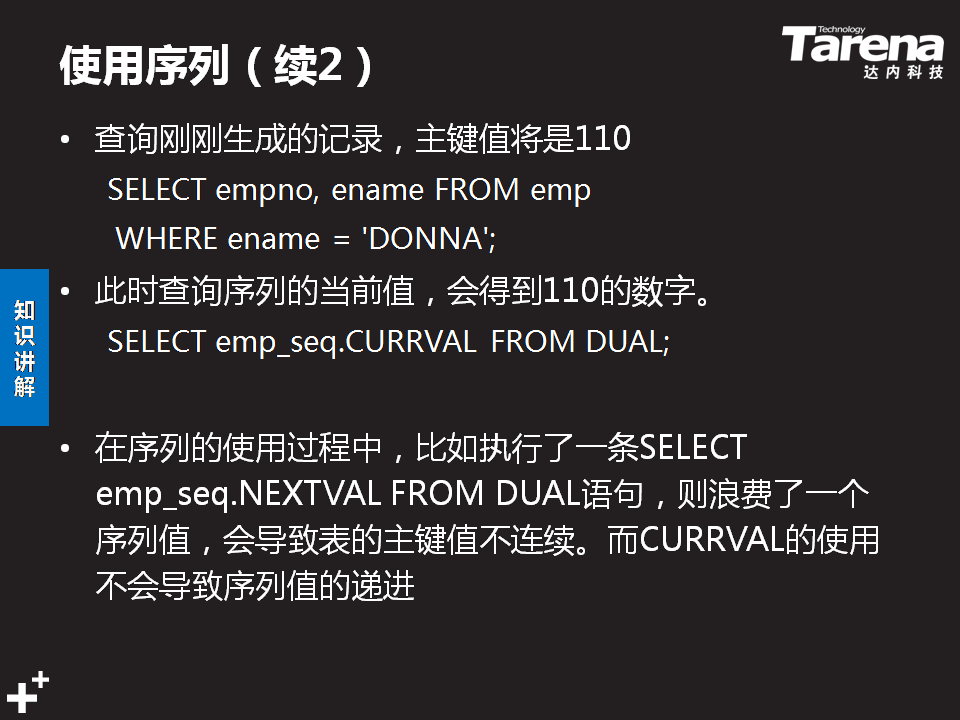 使用序列（续2）
Technology
Tarena
达内科技
• 查询刚刚生成的记录，主键值将是110
SELECT empno, ename FROM emp
WHERE ename = 'DONNA';
• 此时查询序列的当前值，会得到110的数字。
SELECT emp_seq.CURRVAL FROM DUAL;
知识讲解
• 在序列的使用过程中，比如执行了一条SELECT
emp_seq.NEXTVAL FROM DUAL语句，则浪费了一个
序列值，会导致表的主键值不连续。而CURRVAL的使用
不会导致序列值的递进